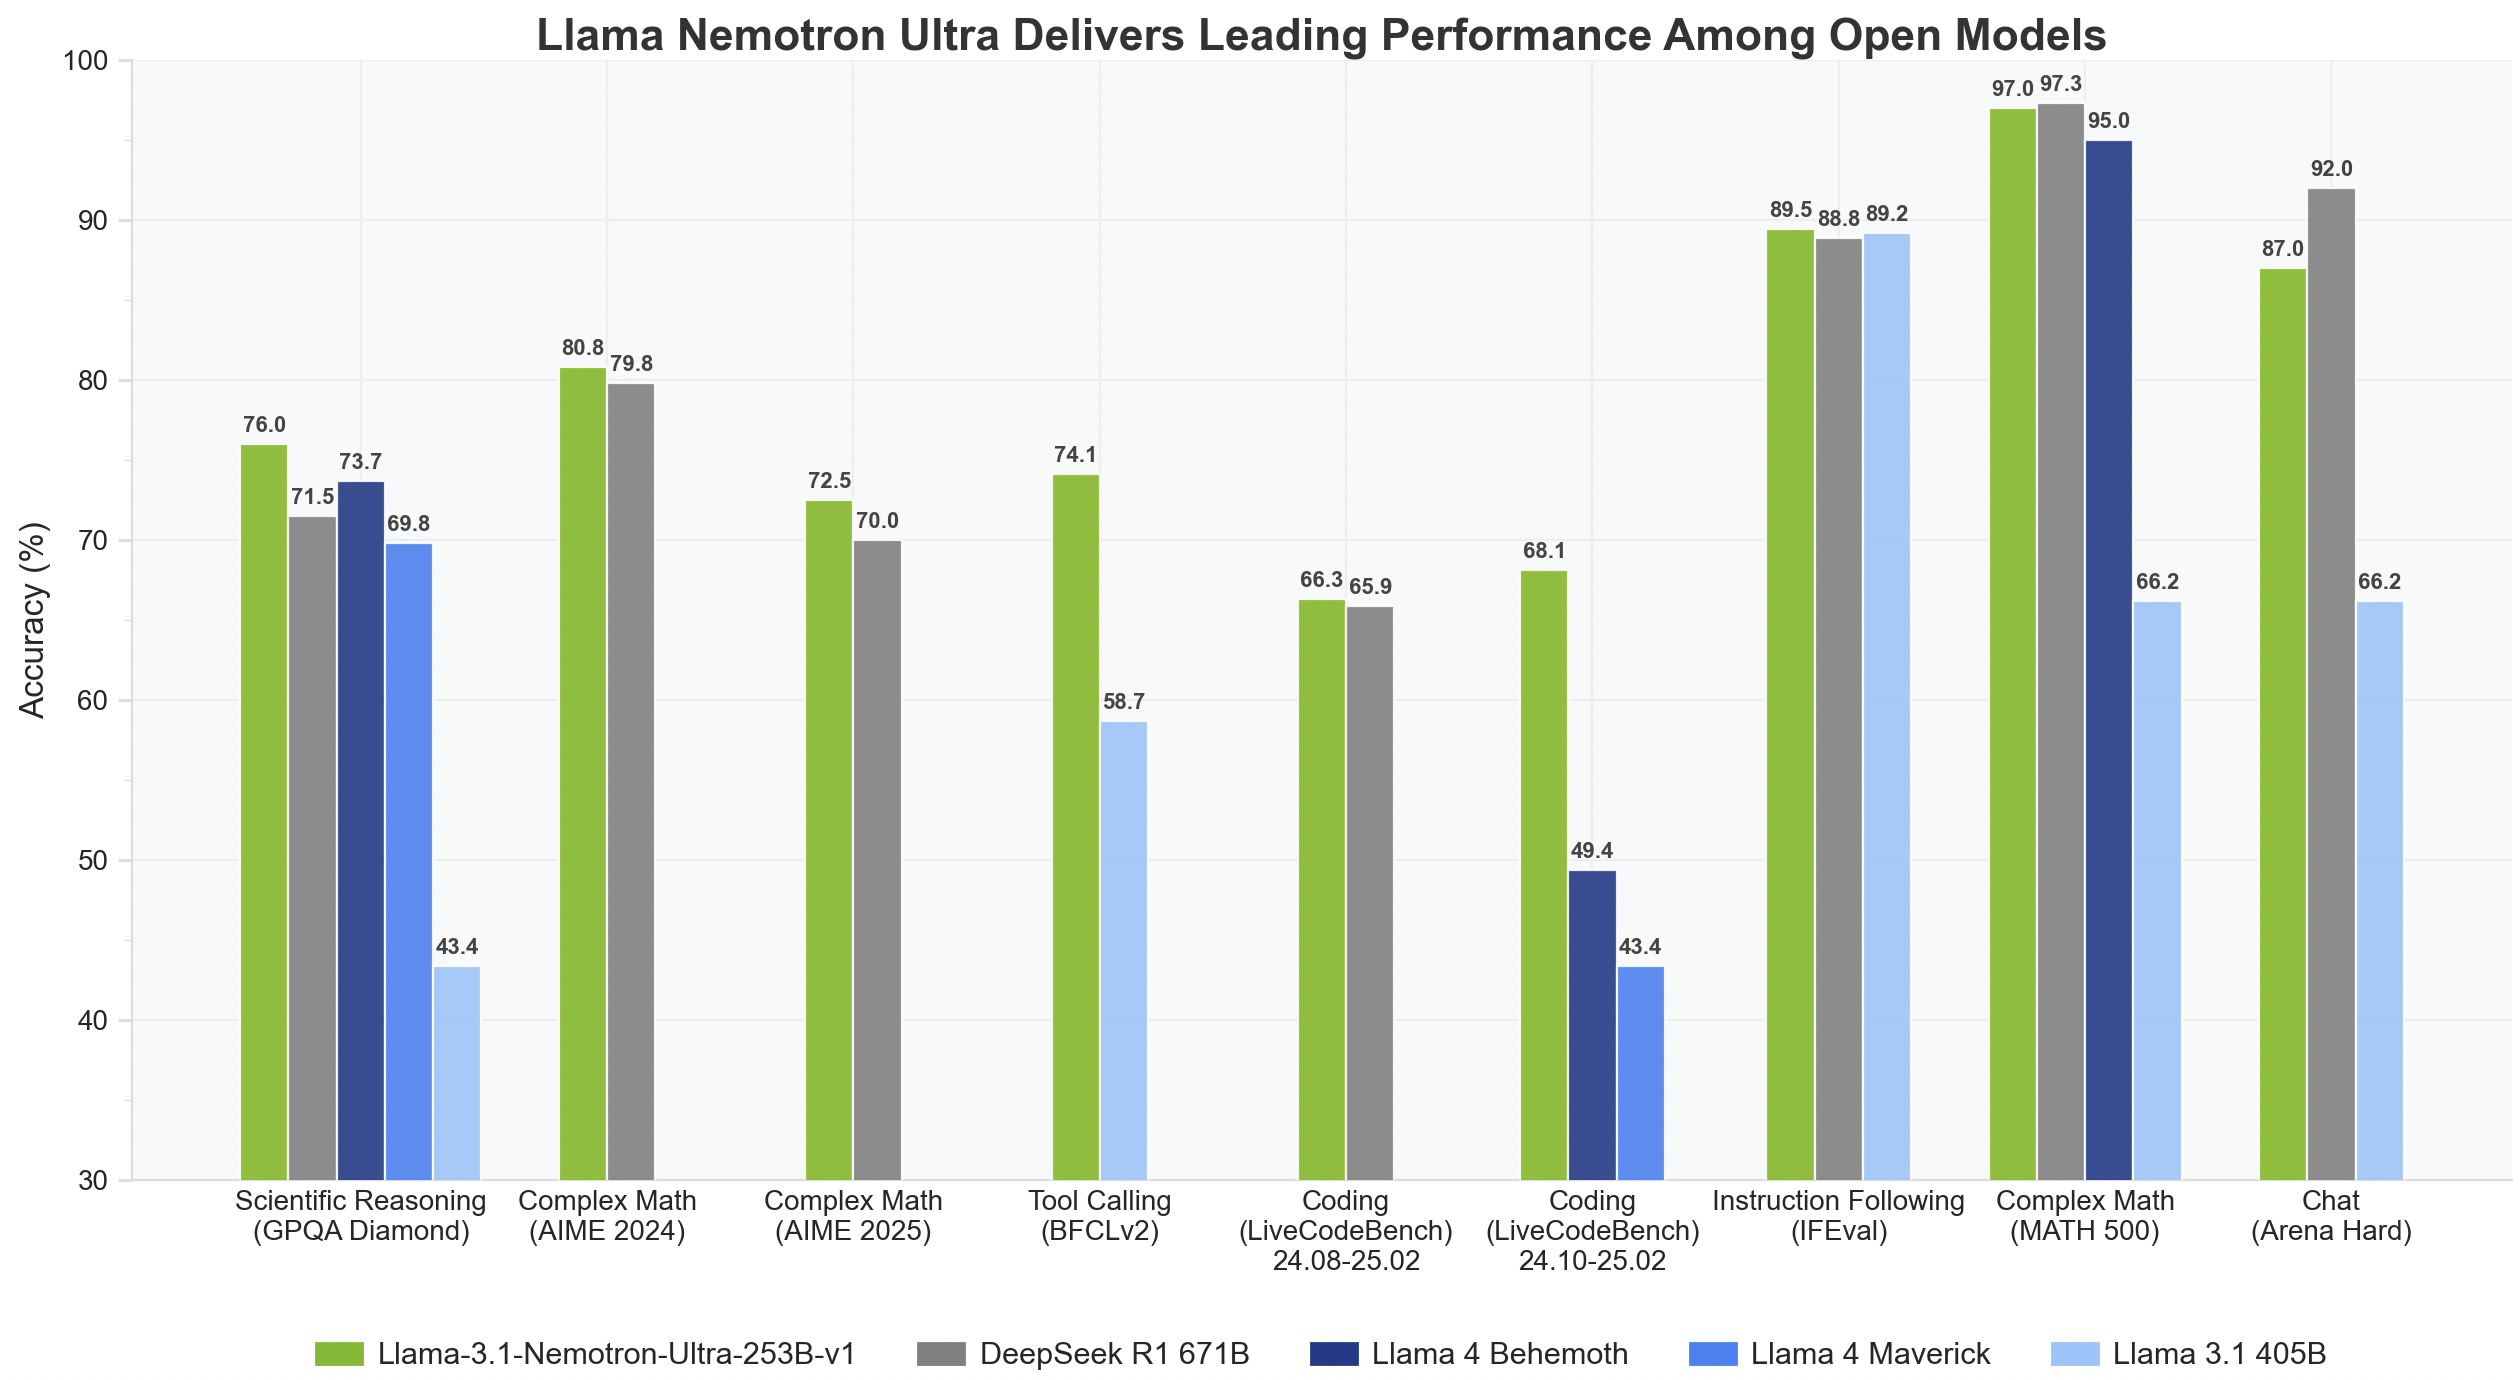 Llama Nemotron Ultra Delivers Leading Performance Among Open Models
Accuracy (%)
100
90
80
70
60
50
40
30
76.0
71.5
73.7
69.8
43.4
80.8
79.8
72.5
70.0
74.1
58.7
66.3
65.9
68.1
49.4
43.4
89.5
88.8
89.2
97.0
97.3
95.0
66.2
87.0
92.0
66.2
Scientific Reasoning
(GPQA Diamond)
Complex Math
(AIME 2024)
Complex Math
(AIME 2025)
Tool Calling
(BFCLv2)
Coding
(LiveCodeBench)
24.08-25.02
Coding
(LiveCodeBench)
24.10-25.02
Instruction Following
(IFEval)
Complex Math
(MATH 500)
Chat
(Arena Hard)
Llama-3.1-Nemotron-Ultra-253B-v1
DeepSeek R1 671B
Llama 4 Behemoth
Llama 4 Maverick
Llama 3.1 405B